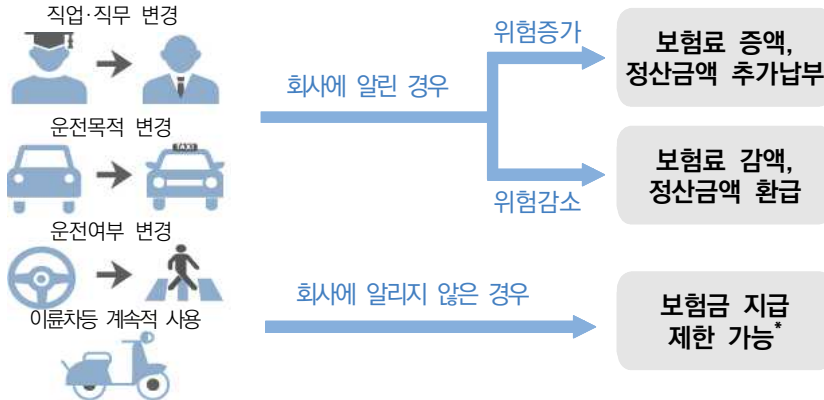 직업·직무 변경
운전목적 변경
TAXI
운전여부 변경
이륜차등 계속적 사용
회사에 알린 경우
위험증가
보험료 증액,
정산금액 추가납부
위험감소
보험료 감액,
정산금액 환급
회사에 알리지 않은 경우
보험금 지급
제한 가능*